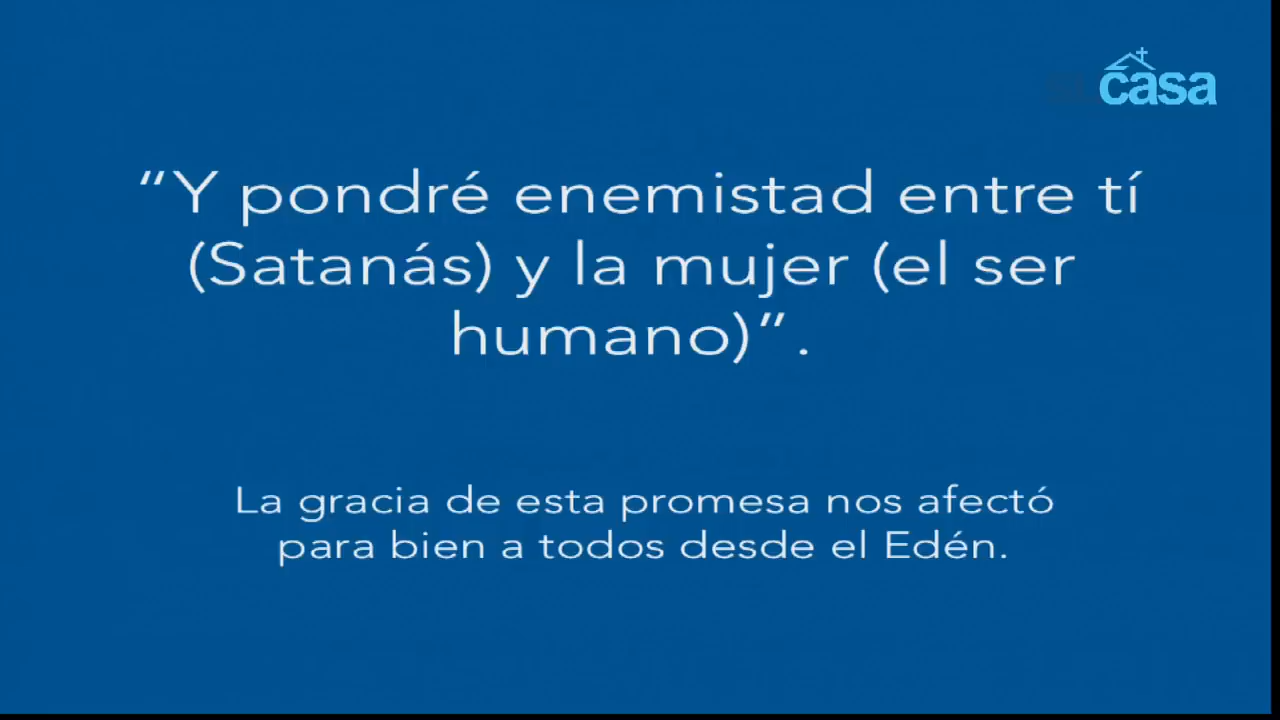 casa
“Y pondré enemistad entre tí
(Satanás) y la mujer (el ser
humano)”.
La gracia de esta promesa nos afectó
para bien a todos desde el Edén.